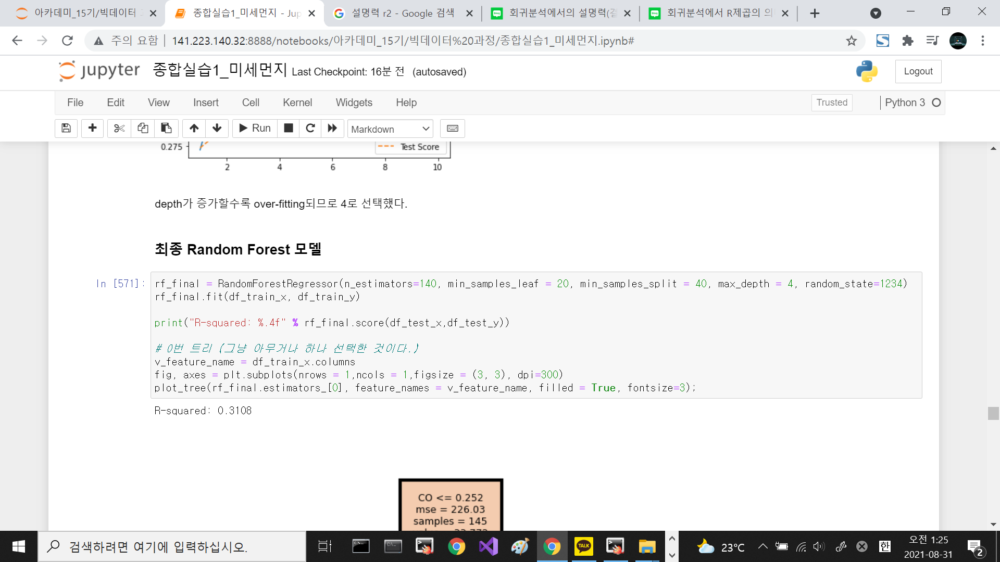 아카데미_15기/빅데이터
종합실습1_미세먼지 - Jup
설명력 r2 - Google 검색
회귀분석에서의 설명력(결
회귀분석에서 R제곱의 의
주의 요함
141.223.140.32:8888/notebooks/아카데미_15기/빅데이터%20과정/종합실습1_미세먼지.ipynb#
jupyter 종합실습1_미세먼지 Last Checkpoint: 16분 전 (autosaved)
Logout
File Edit View Insert Cell Kernel Widgets Help
Trusted
Python 3
Run
Markdown
0.275
Test Score
2 4 6 8 10
depth가 증가할수록 over-fitting되므로 4로 선택했다.
최종 Random Forest 모델
In [571]:
rf_final = RandomForestRegressor(n_estimators=140, min_samples_leaf = 20, min_samples_split = 40, max_depth = 4, random_state=1234)
rf_final.fit(df_train_x, df_train_y)
print("R-squared: %.4f" % rf_final.score(df_test_x,df_test_y))
# 0번 트리 (그냥 아무거나 하나 선택한 것이다.)
v_feature_name = df_train_x.columns
fig, axes = plt.subplots(nrows = 1,ncols = 1,figsize = (3, 3), dpi=300)
plot_tree(rf_final.estimators_[0], feature_names = v_feature_name, filled = True, fontsize=3);
R-squared: 0.3108
CO <= 0.252
mse = 226.03
samples = 145
검색하려면 여기에 입력하십시오.
TALK
23°C
한
오전 1:25
2021-08-31
2